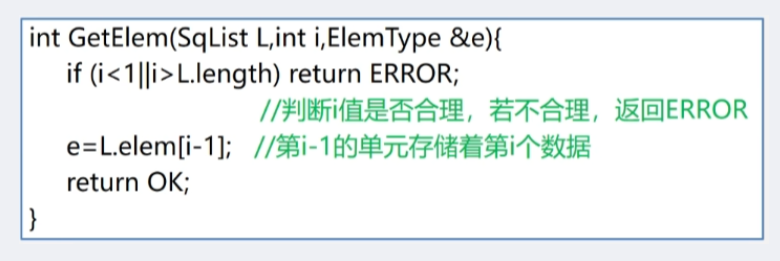 int GetElem(SqList L,int i,ElemType &e){
if (i<1||i>L.length) return ERROR;
//判断i值是否合理，若不合理，返回ERROR
e=L.elem[i-1]; //第i-1的单元存储着第i个数据
return OK;
}